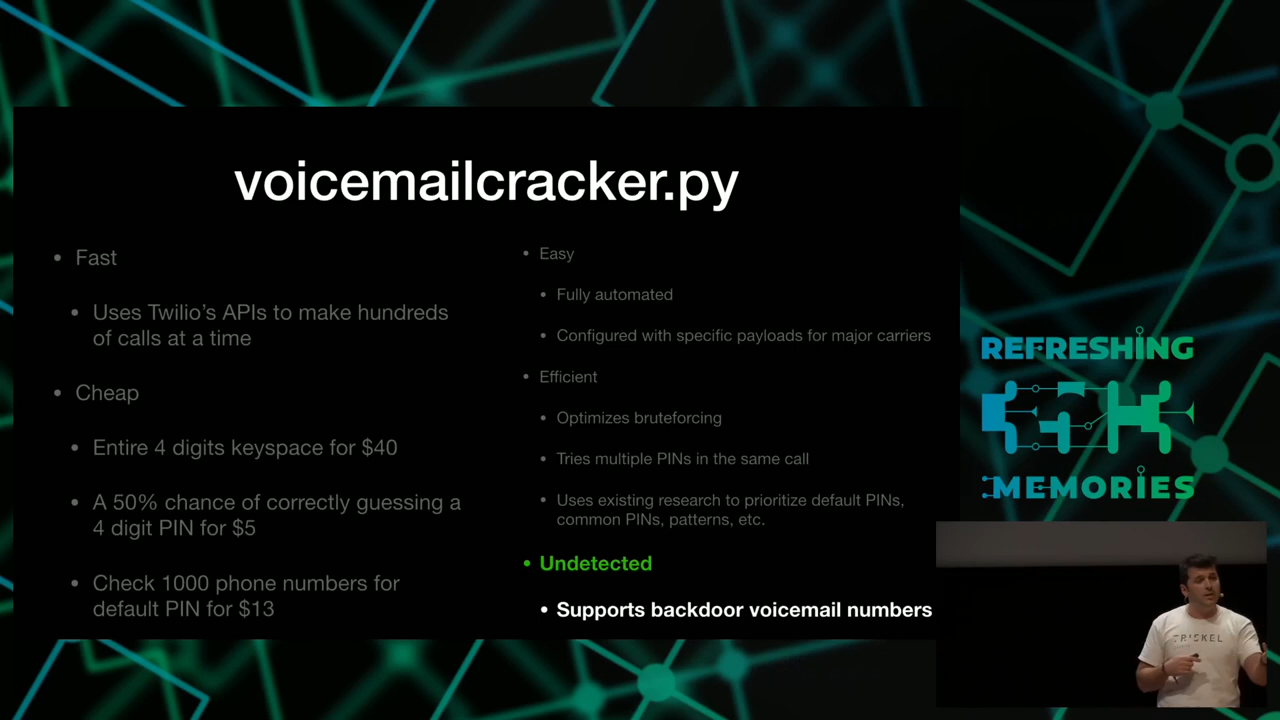 voicemailcracker.py
• Fast
• Uses Twilio's APIs to make hundreds
of calls at a time
• Cheap
• Entire 4 digits keyspace for $40
• A 50% chance of correctly guessing a
4 digit PIN for $5
• Check 1000 phone numbers for
default PIN for $13
• Easy
• Fully automated
• Configured with specific payloads for major carriers
• Efficient
• Optimizes bruteforcing
• Tries multiple PINs in the same call
• Uses existing research to prioritize default PINs,
common PINs, patterns, etc.
• Undetected
• Supports backdoor voicemail numbers
REFRESHING
MEMORIES
TRISKEL